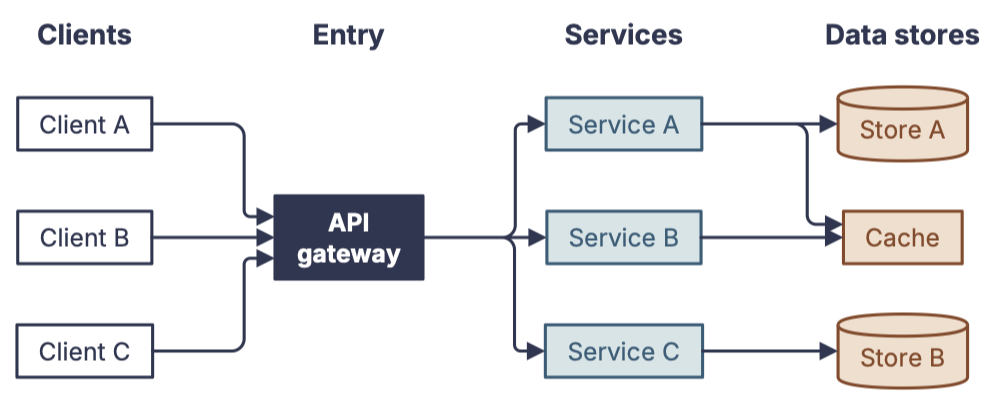 Clients
Entry
Services
Data stores
Client A
Service A
Store A
Client B
API
gateway
Service B
Cache
Client C
Service C
Store B